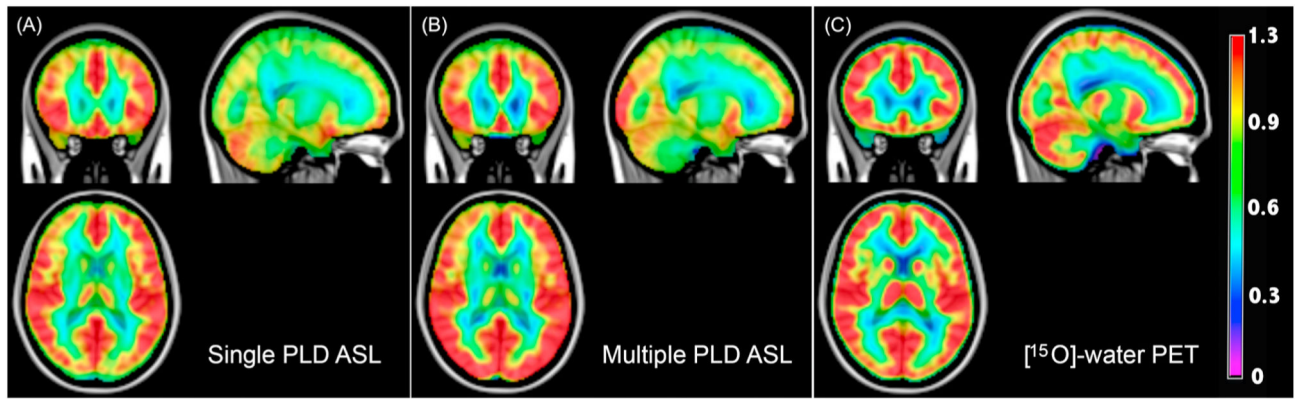 (A)
(B)
(C)
Single PLD ASL
Multiple PLD ASL
[¹⁵O]-water PET
1.3
0.9
0.6
0.3
0